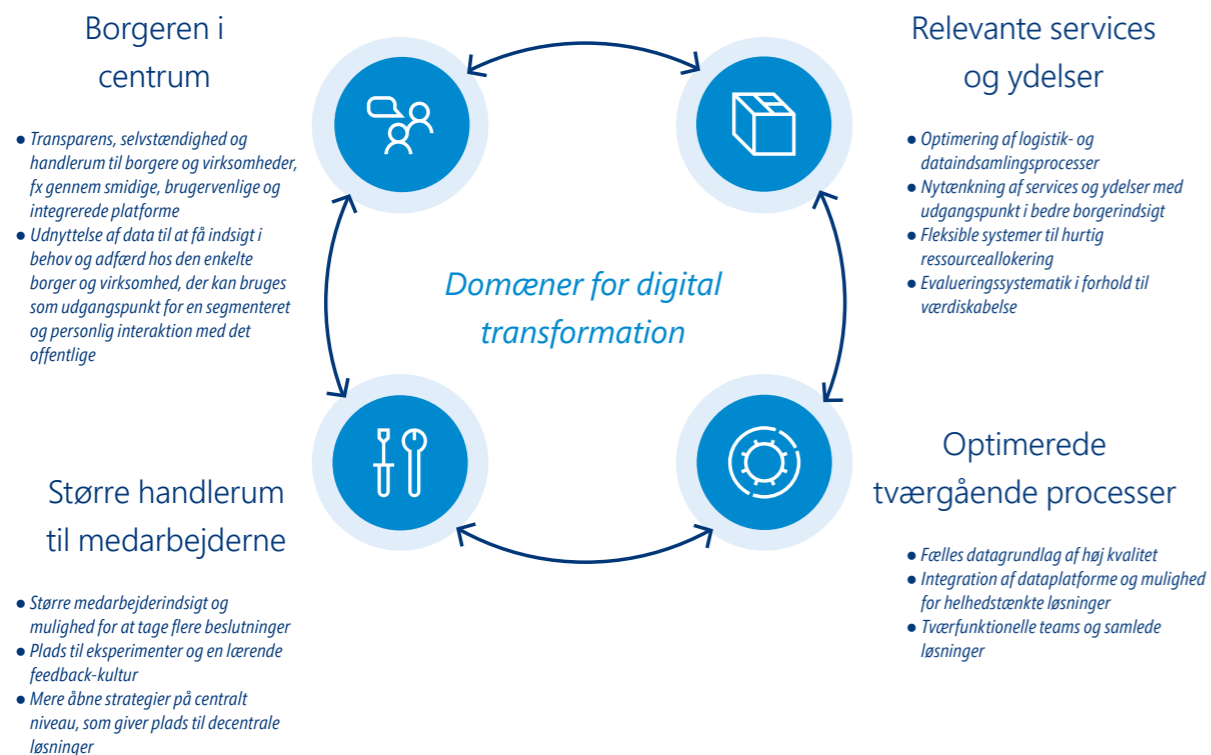 Borgeren i
centrum
● Transparens, selvstændighed og
handlerum til borgere og virksomheder,
fx gennem smidige, brugervenlige og
integrerede platforme
● Udnyttelse af data til at få indsigt i
behov og adfærd hos den enkelte
borger og virksomhed, der kan bruges
som udgangspunkt for en segmenteret
og personlig interaktion med det
offentlige
Relevante services
og ydelser
● Optimering af logistik- og
dataindsamlingsprocesser
● Nytænkning af services og ydelser med
udgangspunkt i bedre borgerindsigt
● Fleksible systemer til hurtig
ressourceallokering
● Evalueringssystematik i forhold til
værdiskabelse
Domæner for digital
transformation
Større handlerum
til medarbejderne
● Større medarbejderindsigt og
mulighed for at tage flere beslutninger
● Plads til eksperimenter og en lærende
feedback-kultur
● Mere åbne strategier på centralt
niveau, som giver plads til decentrale
løsninger
Optimerede
tværgående processer
● Fælles datagrundlag af høj kvalitet
● Integration af dataplatforme og mulighed
for helhedstænkte løsninger
● Tværfunktionelle teams og samlede
løsninger